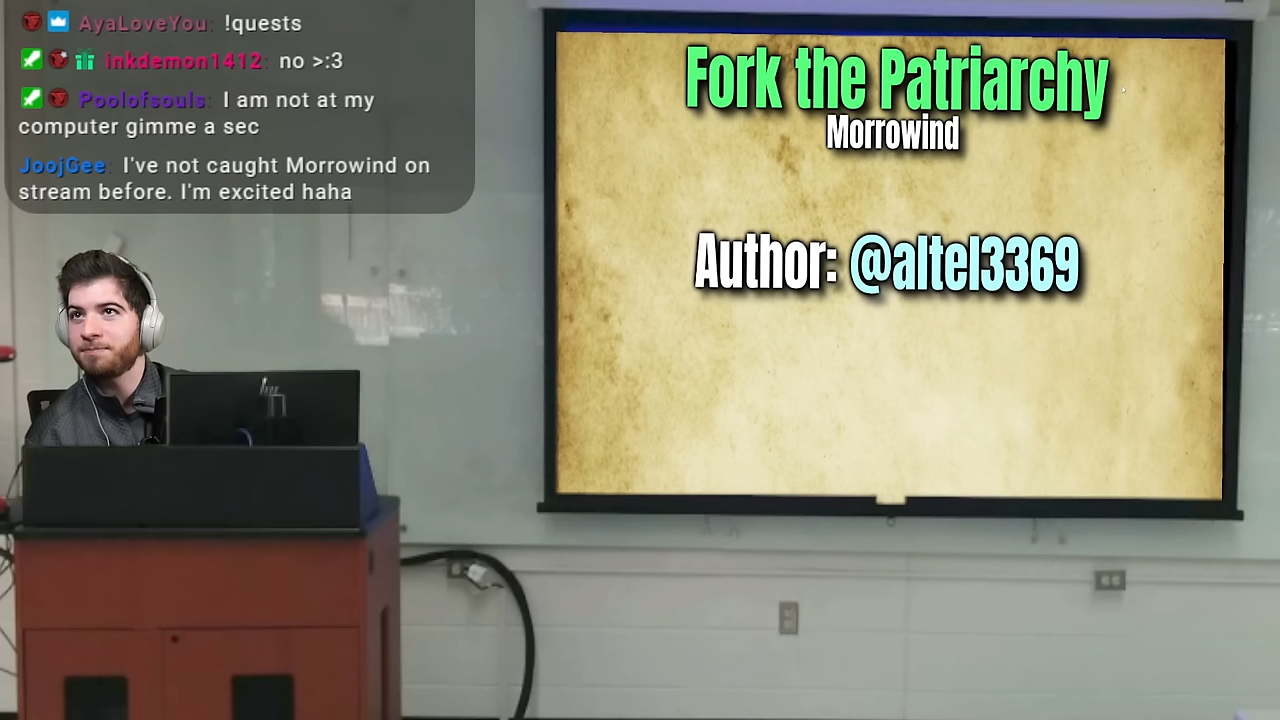 AyaLoveYou: !quests
inkdemon1412: no >:3
Poolofsouls: I am not at my
computer gimme a sec
JoojGee: I've not caught Morrowind on
stream before. I'm excited haha
Fork the Patriarchy
Morrowind
Author: @altel3369